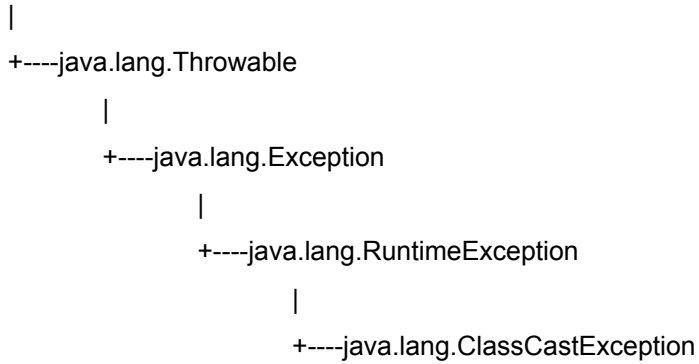 |
+----java.lang.Throwable
|
+----java.lang.Exception
|
+----java.lang.RuntimeException
|
+----java.lang.ClassCastException